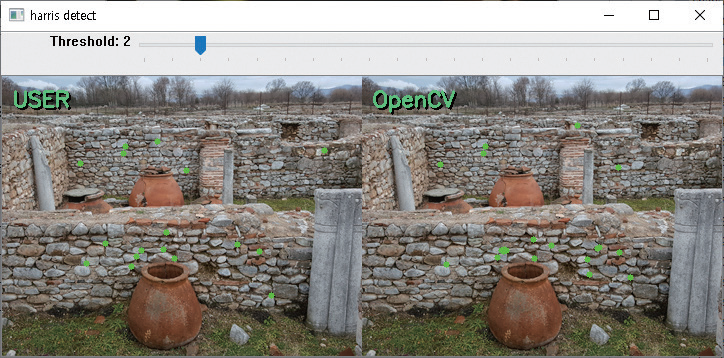 harris detect
Threshold: 2
USER
OpenCV